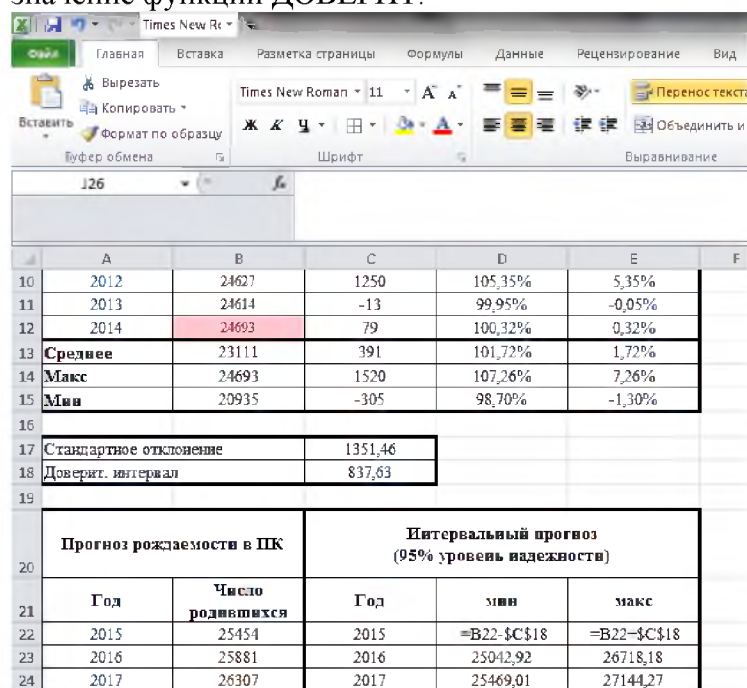 значение функции ДОВЕРИТ.
Times New Rc
Файл Главная Вставка Разметка страницы Формулы Данные Рецензирование Вид
Вставить
Вырезать
Копировать
Формат по образцу
Буфер обмена
Times New Roman 11 A A
Ж К Ч A
Шрифт
Перенос текста
Объединить и
Выравнивание
J26 fx
A B C D E F
10 2012 24627 1250 105,35% 5,35%
11 2013 24614 -13 99,95% -0,05%
12 2014 24693 79 100,32% 0,32%
13 Среднее 23111 391 101,72% 1,72%
14 Макс 24693 1520 107,26% 7,26%
15 Мин 20935 -305 98,70% -1,30%
16
17 Стандартное отклонение 1351,46
18 Доверит. интервал 837,63
19
20 Прогноз рождаемости в ПК Интервальный прогноз
(95% уровень надежности)
21 Год Число родившихся Год мин макс
22 2015 25454 2015 =B22-$C$18 =B22+$C$18
23 2016 25881 2016 25042,92 26718,18
24 2017 26307 2017 25469,01 27144,27